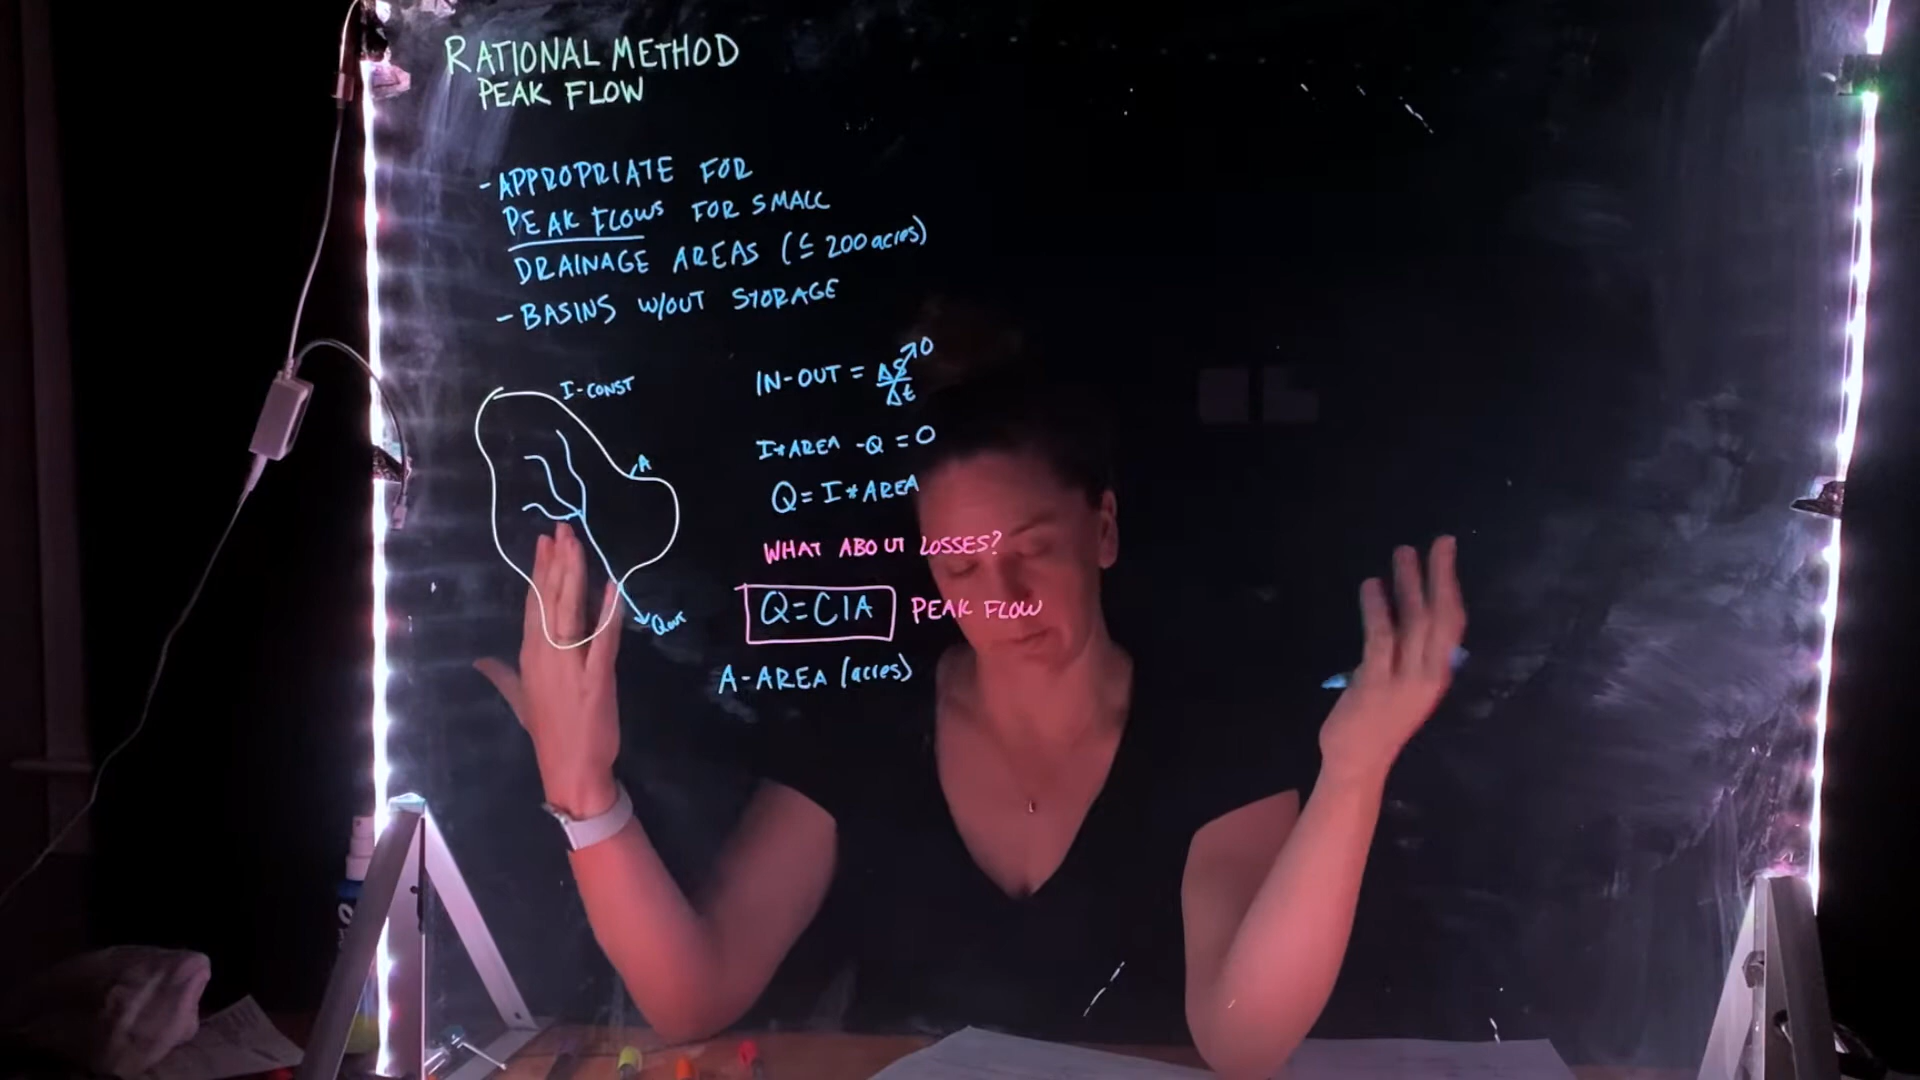 RATIONAL METHOD
PEAK FLOW
- APPROPRIATE FOR
PEAK FLOWS FOR SMALL
DRAINAGE AREAS (≤ 200 acres)
- BASINS W/OUT STORAGE
I-CONST
A
Qout
IN-OUT = ΔS/Δt → 0
I*AREA -Q = 0
Q = I*AREA
WHAT ABOUT LOSSES?
Q=CIA PEAK FLOW
A-AREA (acres)